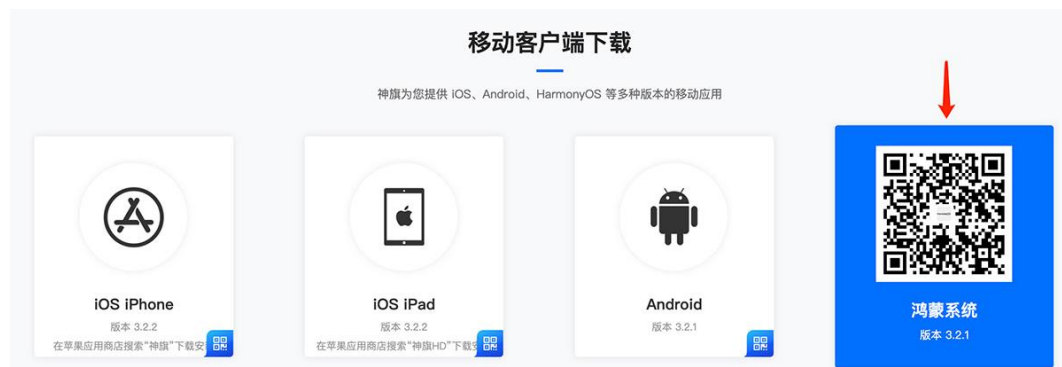 移动客户端下载
神旗为您提供 iOS、Android、HarmonyOS 等多种版本的移动应用
iOS iPhone
版本 3.2.2
在苹果应用商店搜索“神旗”下载安
iOS iPad
版本 3.2.2
在苹果应用商店搜索“神旗HD”下载
Android
版本 3.2.1
鸿蒙系统
版本 3.2.1